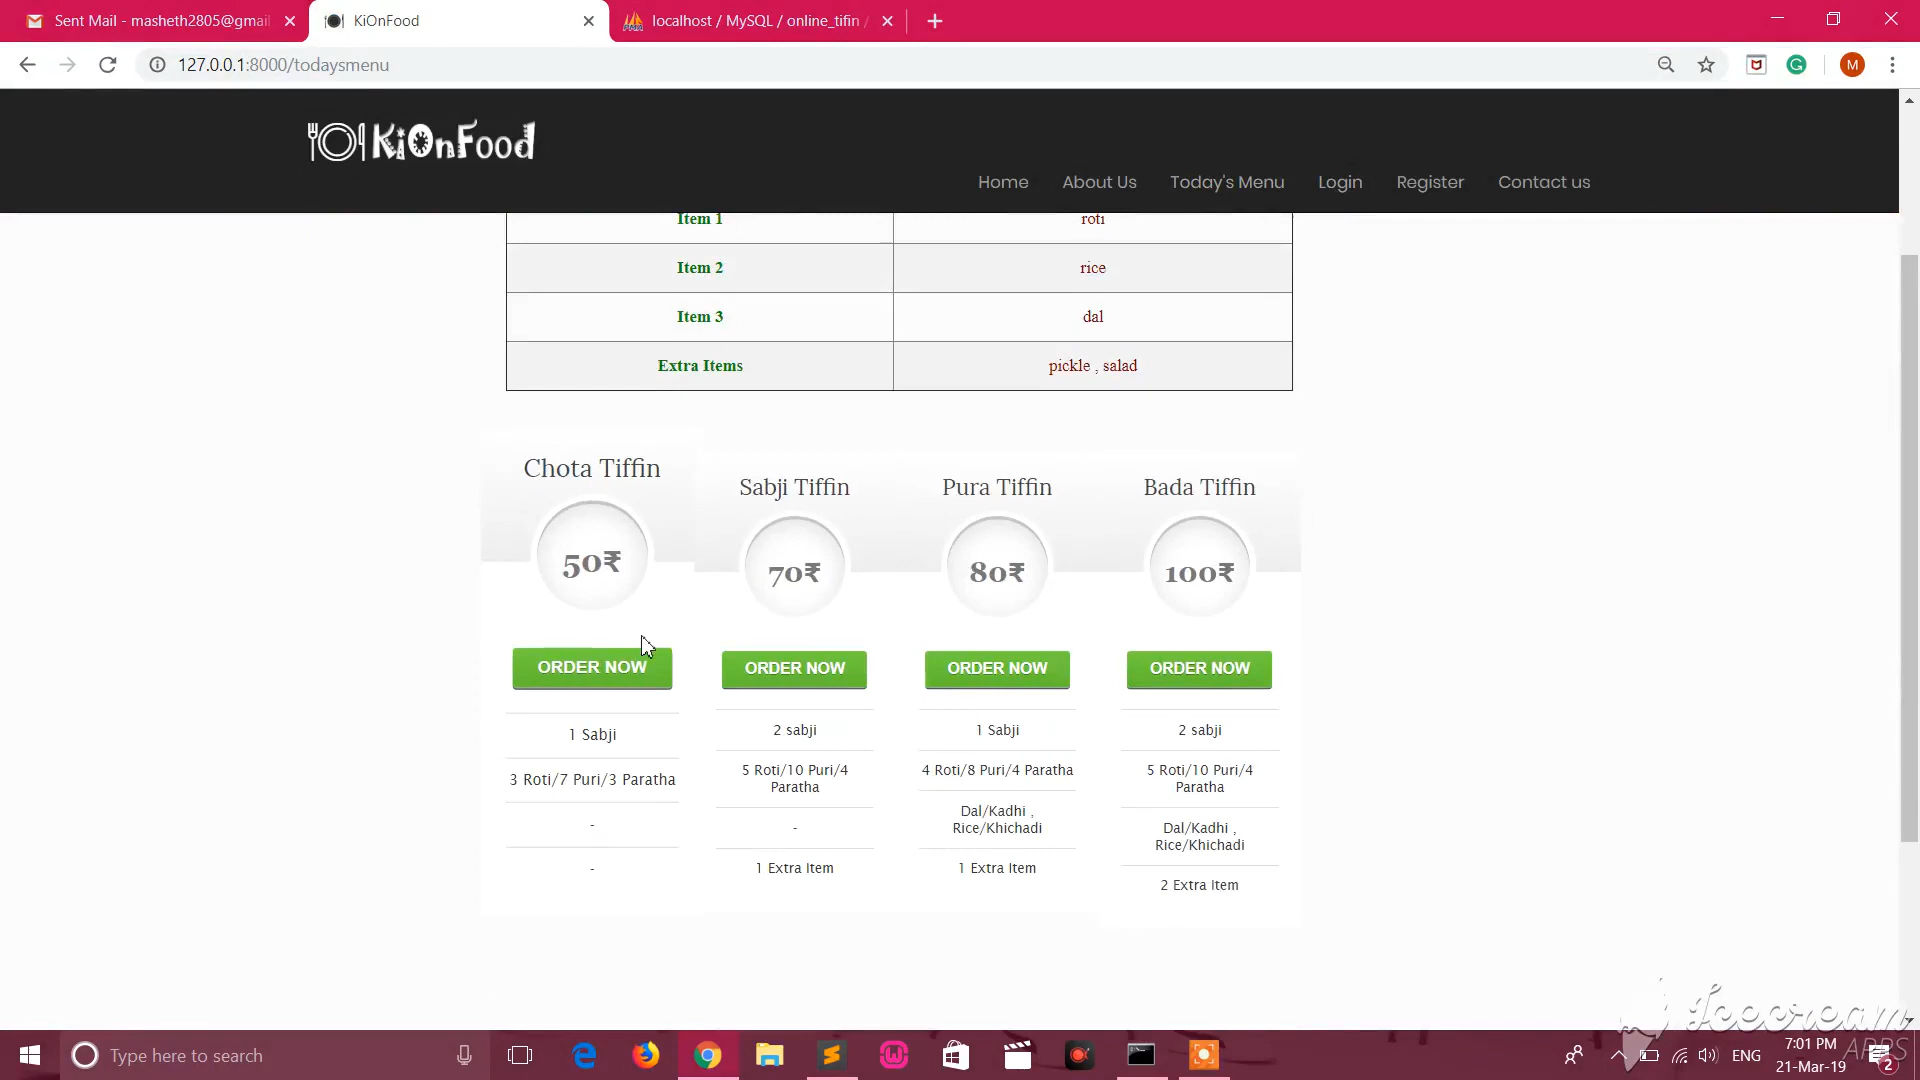 Sent Mail - masheth2805@gmai
KiOnFood
localhost / MySQL / online_tifin /
127.0.0.1:8000/todaysmenu
M
KiOnFood
Home
About Us
Today's Menu
Login
Register
Contact us
Item 1
roti
Item 2
rice
Item 3
dal
Extra Items
pickle , salad
Chota Tiffin
50₹
ORDER NOW
1 Sabji
3 Roti/7 Puri/3 Paratha
-
-
Sabji Tiffin
70₹
ORDER NOW
2 sabji
5 Roti/10 Puri/4
Paratha
-
1 Extra Item
Pura Tiffin
80₹
ORDER NOW
1 Sabji
4 Roti/8 Puri/4 Paratha
Dal/Kadhi ,
Rice/Khichadi
1 Extra Item
Bada Tiffin
100₹
ORDER NOW
2 sabji
5 Roti/10 Puri/4
Paratha
Dal/Kadhi ,
Rice/Khichadi
2 Extra Item
Icecream
APPS
Type here to search
ENG
7:01 PM
21-Mar-19
2